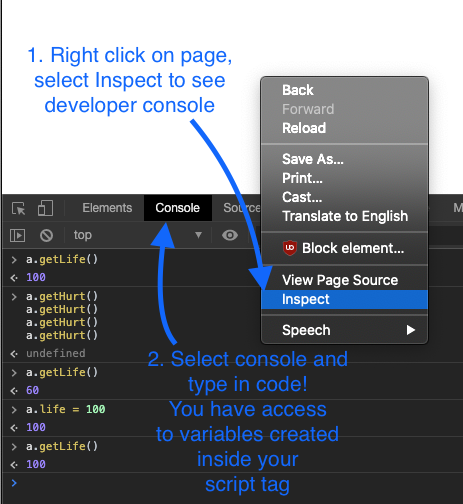 1. Right click on page,
select Inspect to see
developer console
Back
Forward
Reload
Save As...
Print...
Cast...
Translate to English
Block element...
View Page Source
Inspect
Speech
Elements
Console
Sour
M
top
> a.getLife()
<· 100
> a.getHurt()
a.getHurt()
a.getHurt()
a.getHurt()
<· undefined
> a.getLife()
<· 60
> a.life = 100
<· 100
> a.getLife()
<· 100
2. Select console and
type in code!
You have access
to variables created
inside your
script tag